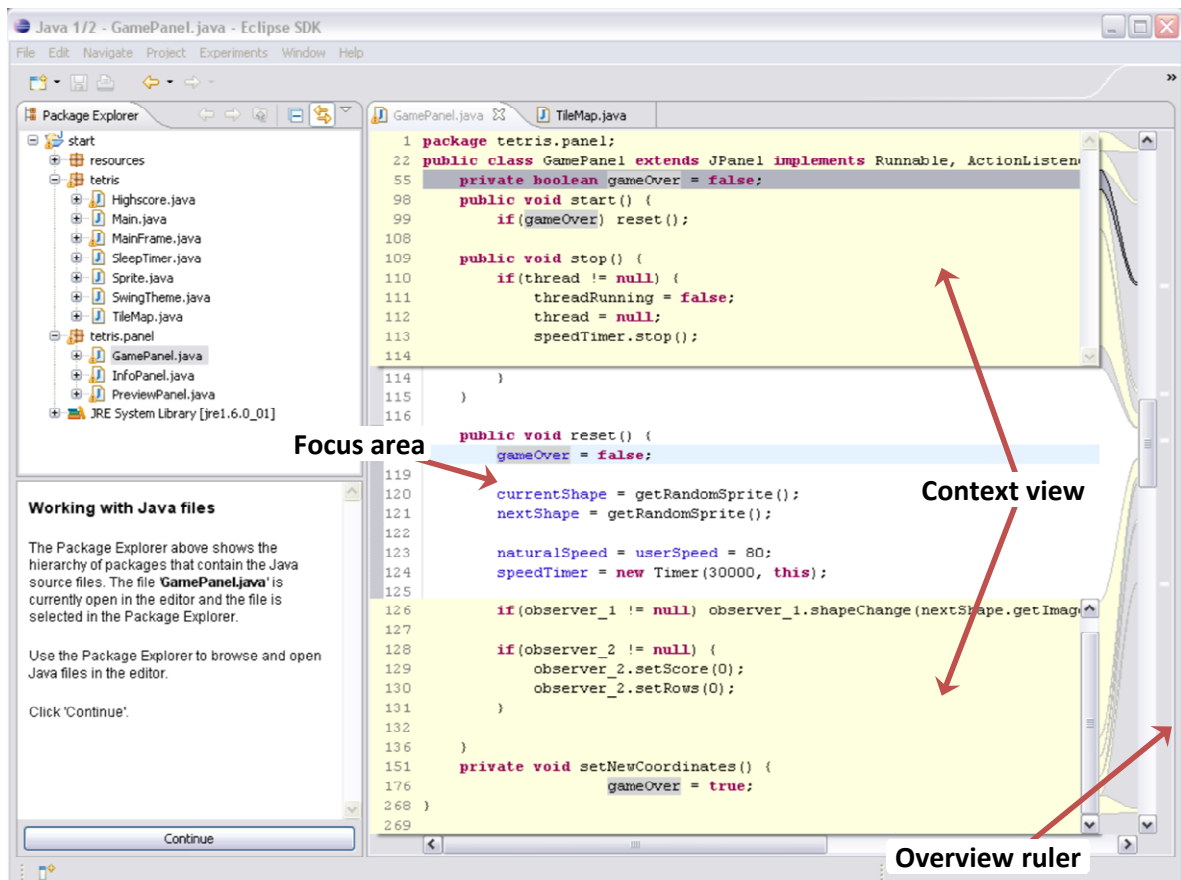 Java 1/2 - GamePanel.java - Eclipse SDK
File Edit Navigate Project Experiments Window Help
»
Package Explorer
start
resources
tetris
Highscore.java
Main.java
MainFrame.java
SleepTimer.java
Sprite.java
SwingTheme.java
TileMap.java
tetris.panel
GamePanel.java
InfoPanel.java
PreviewPanel.java
JRE System Library [jre1.6.0_01]
Working with Java files
The Package Explorer above shows the
hierarchy of packages that contain the Java
source files. The file 'GamePanel.java' is
currently open in the editor and the file is
selected in the Package Explorer.
Use the Package Explorer to browse and open
Java files in the editor.
Click 'Continue'.
Continue
GamePanel.java TileMap.java
1 package tetris.panel;
22 public class GamePanel extends JPanel implements Runnable, ActionListen
55 private boolean gameOver = false;
98 public void start() {
99 if(gameOver) reset();
108
109 public void stop() {
110 if(thread != null) {
111 threadRunning = false;
112 thread = null;
113 speedTimer.stop();
114
114 }
115 }
116
public void reset() {
gameOver = false;
119
120 currentShape = getRandomSprite();
121 nextShape = getRandomSprite();
122
123 naturalSpeed = userSpeed = 80;
124 speedTimer = new Timer(30000, this);
125
126 if(observer_1 != null) observer_1.shapeChange(nextShape.getImag
127
128 if(observer_2 != null) {
129 observer_2.setScore(0);
130 observer_2.setRows(0);
131 }
132
136 }
151 private void setNewCoordinates() {
176 gameOver = true;
268 }
269
Focus area
Context view
Overview ruler